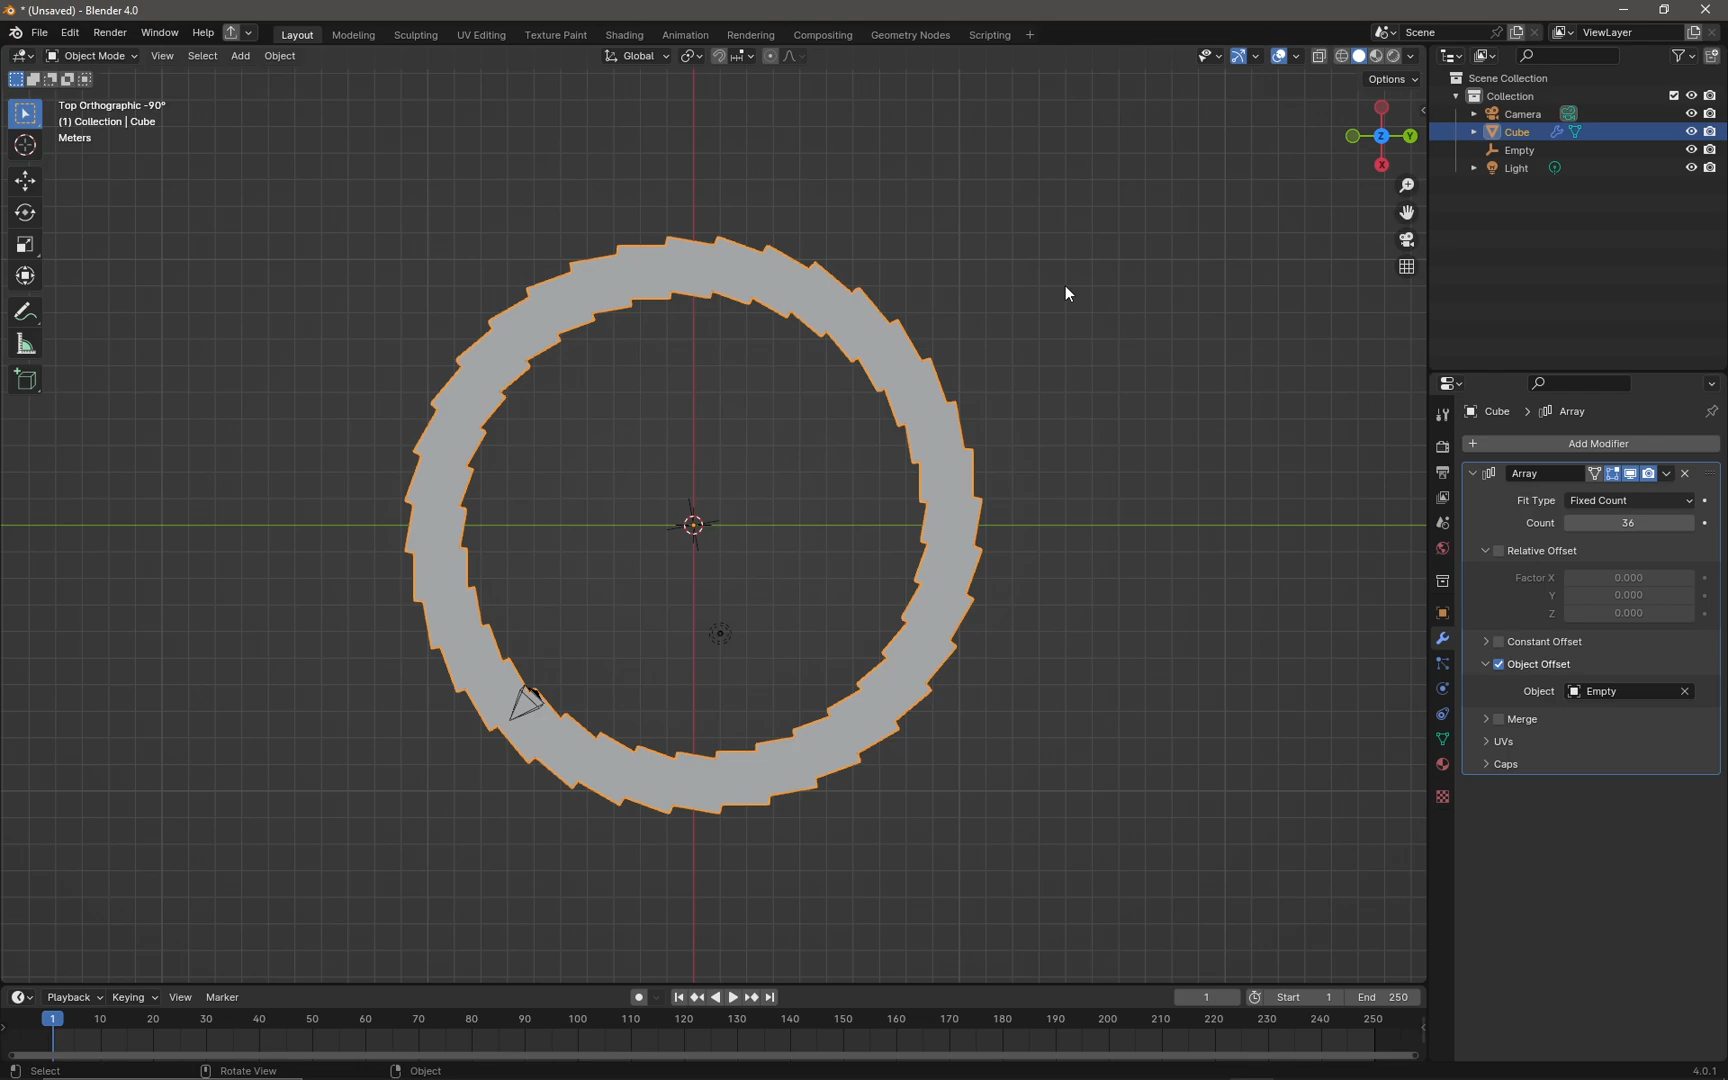 * (Unsaved) - Blender 4.0
File Edit Render Window Help
Layout Modeling Sculpting UV Editing Texture Paint Shading Animation Rendering Compositing Geometry Nodes Scripting +
Scene
ViewLayer
Object Mode View Select Add Object
Global
Options
Top Orthographic -90°
(1) Collection | Cube
Meters
Z
Y
X
Scene Collection
Collection
Camera
Cube
Empty
Light
Cube > Array
+ Add Modifier
Array
Fit Type Fixed Count
Count 36
Relative Offset
Factor X 0.000
Y 0.000
Z 0.000
Constant Offset
Object Offset
Object Empty
Merge
UVs
Caps
Playback Keying View Marker
1 Start 1 End 250
1 10 20 30 40 50 60 70 80 90 100 110 120 130 140 150 160 170 180 190 200 210 220 230 240 250
Select Rotate View Object
4.0.1